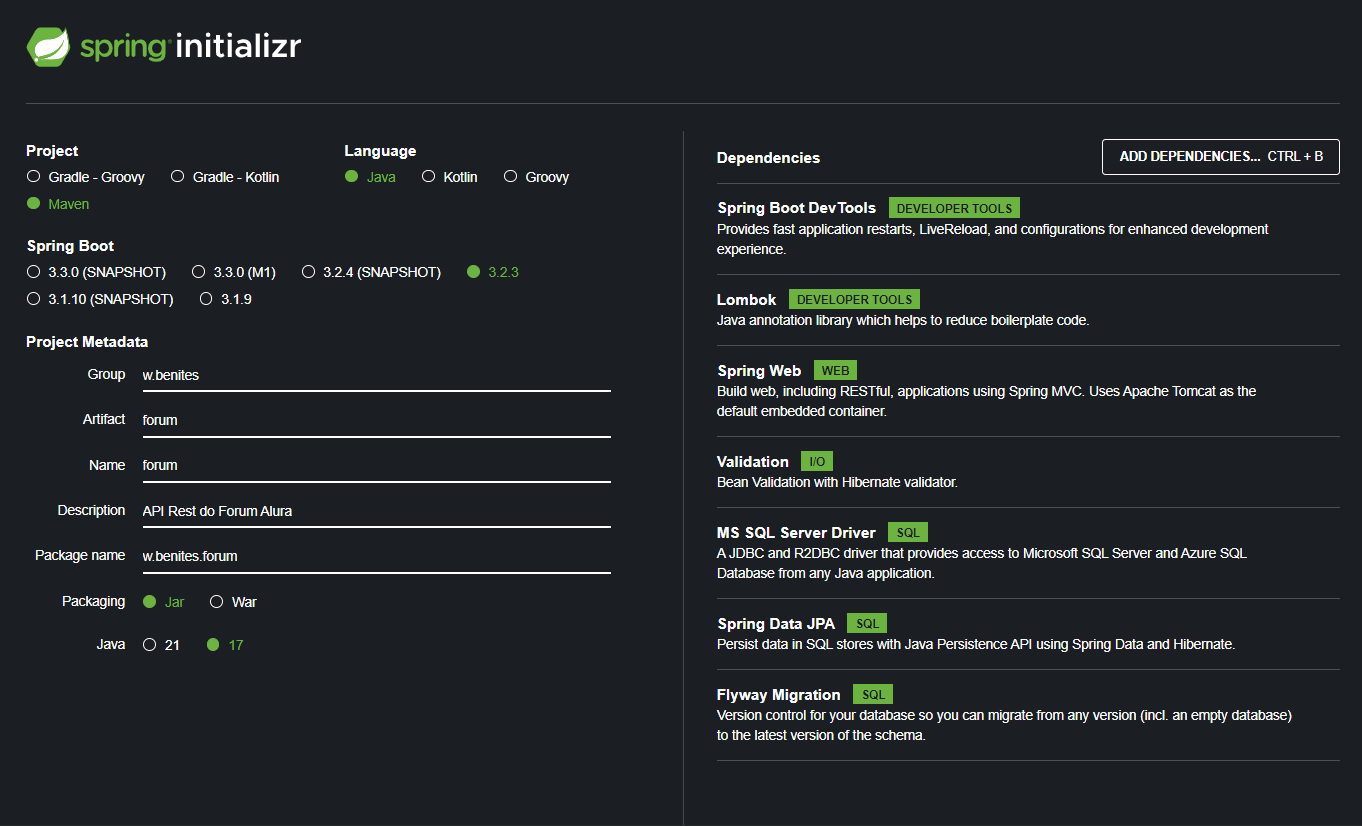 spring initializr
Project
Gradle - Groovy Gradle - Kotlin
Maven
Language
Java Kotlin Groovy
Spring Boot
3.3.0 (SNAPSHOT) 3.3.0 (M1) 3.2.4 (SNAPSHOT) 3.2.3
3.1.10 (SNAPSHOT) 3.1.9
Project Metadata
Group w.benites
Artifact forum
Name forum
Description API Rest do Forum Alura
Package name w.benites.forum
Packaging Jar War
Java 21 17
Dependencies ADD DEPENDENCIES... CTRL + B
Spring Boot DevTools DEVELOPER TOOLS
Provides fast application restarts, LiveReload, and configurations for enhanced development
experience.
Lombok DEVELOPER TOOLS
Java annotation library which helps to reduce boilerplate code.
Spring Web WEB
Build web, including RESTful, applications using Spring MVC. Uses Apache Tomcat as the
default embedded container.
Validation I/O
Bean Validation with Hibernate validator.
MS SQL Server Driver SQL
A JDBC and R2DBC driver that provides access to Microsoft SQL Server and Azure SQL
Database from any Java application.
Spring Data JPA SQL
Persist data in SQL stores with Java Persistence API using Spring Data and Hibernate.
Flyway Migration SQL
Version control for your database so you can migrate from any version (incl. an empty database)
to the latest version of the schema.